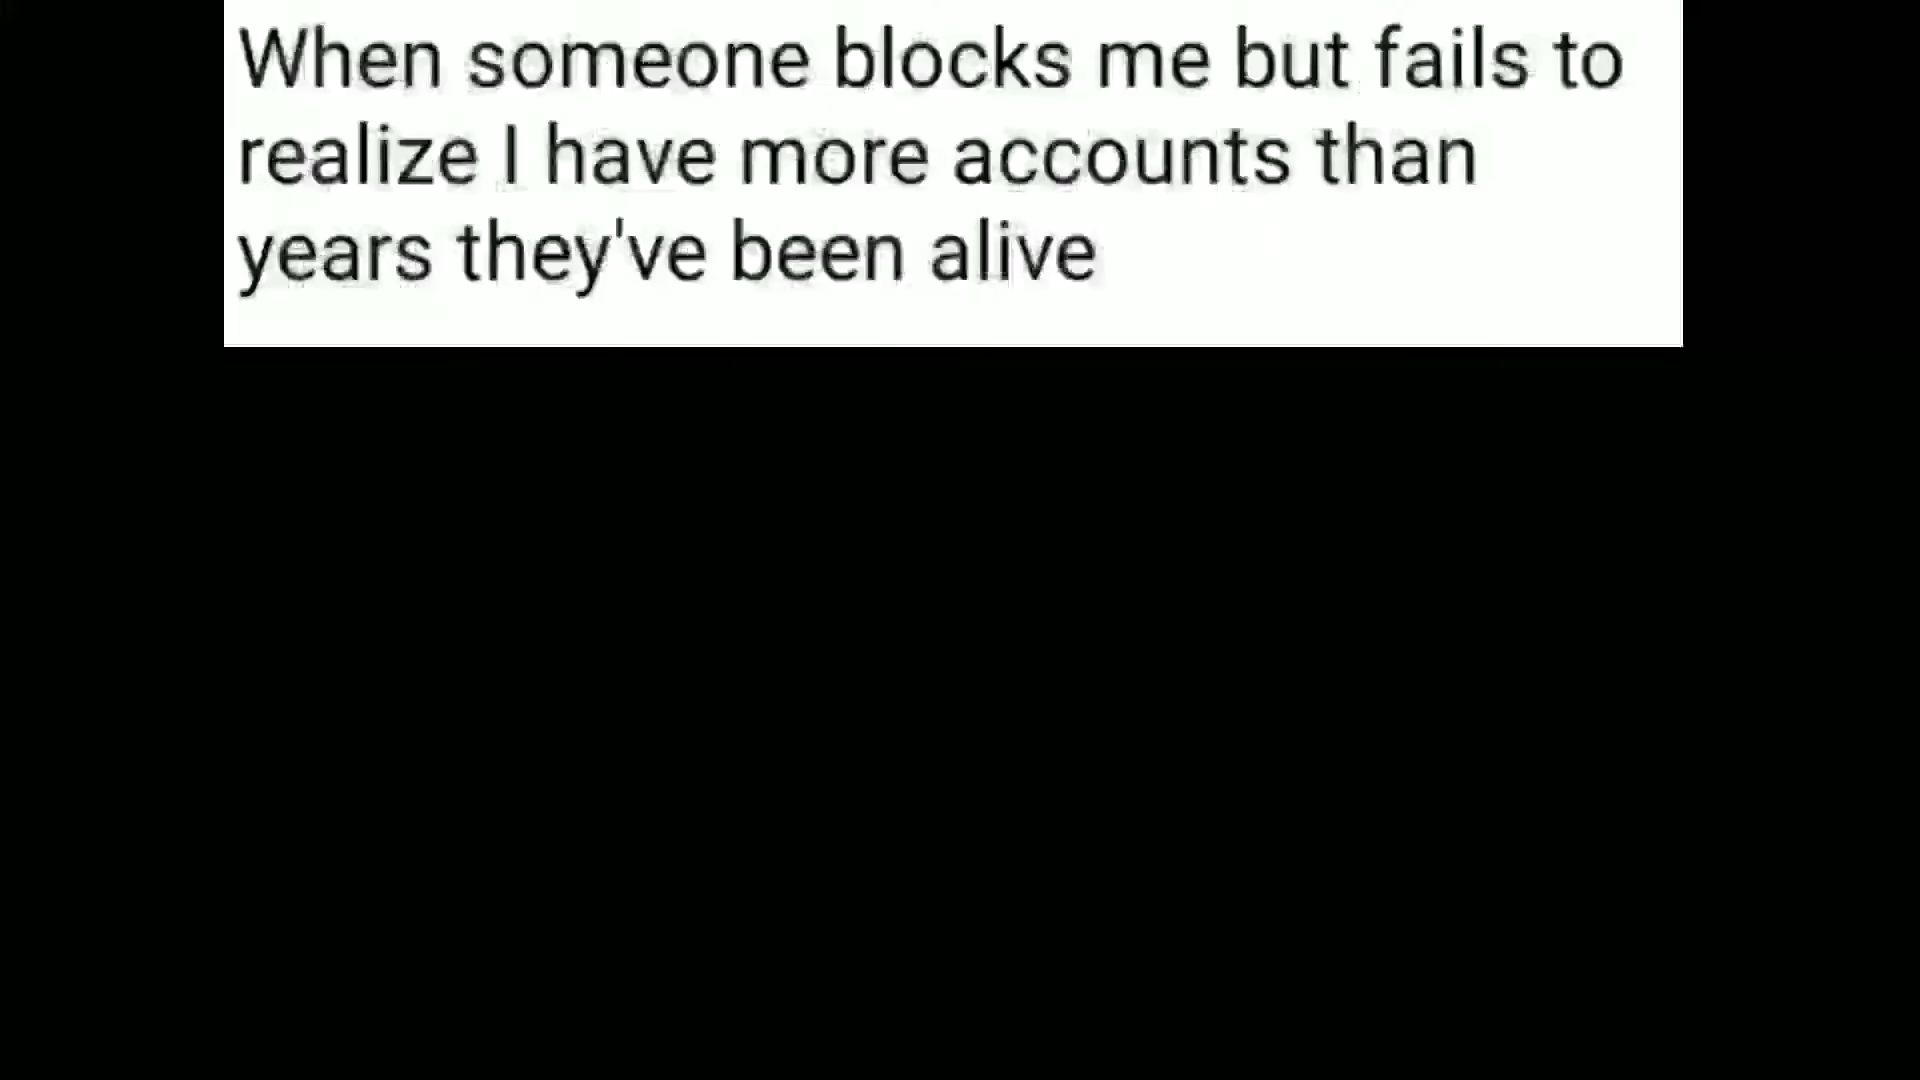 When someone blocks me but fails to
realize I have more accounts than
years they've been alive